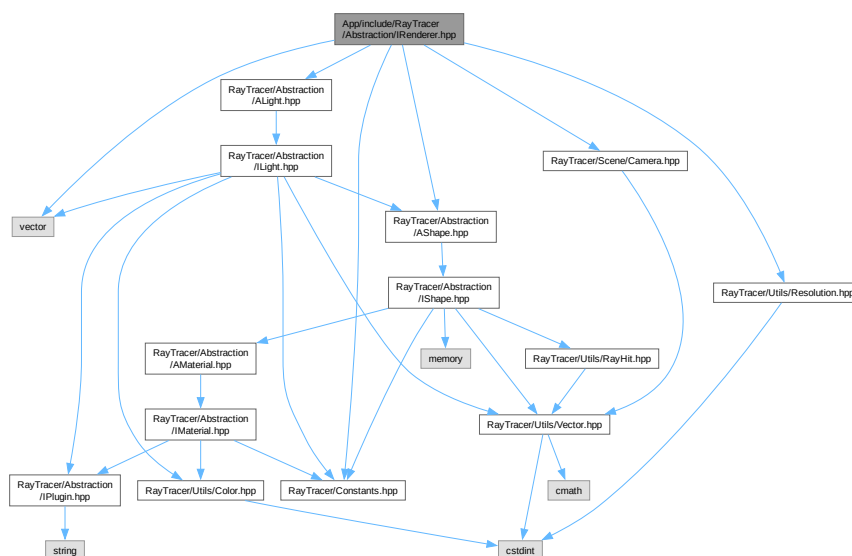 App/include/RayTracer
/Abstraction/IRenderer.hpp
RayTracer/Abstraction
/ALight.hpp
RayTracer/Abstraction
/ILight.hpp
RayTracer/Scene/Camera.hpp
vector
RayTracer/Abstraction
/AShape.hpp
RayTracer/Abstraction
/IShape.hpp
RayTracer/Utils/Resolution.hpp
RayTracer/Abstraction
/AMaterial.hpp
memory
RayTracer/Utils/RayHit.hpp
RayTracer/Abstraction
/IMaterial.hpp
RayTracer/Utils/Vector.hpp
RayTracer/Abstraction
/IPlugin.hpp
RayTracer/Utils/Color.hpp
RayTracer/Constants.hpp
cmath
string
cstdint